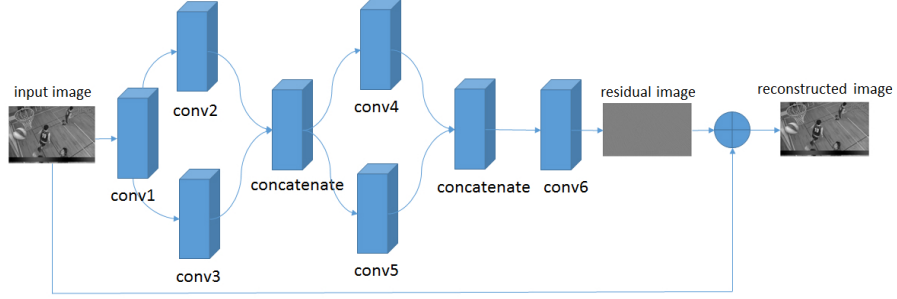 input image
conv1
conv2
conv3
concatenate
conv4
conv5
concatenate
conv6
residual image
reconstructed image